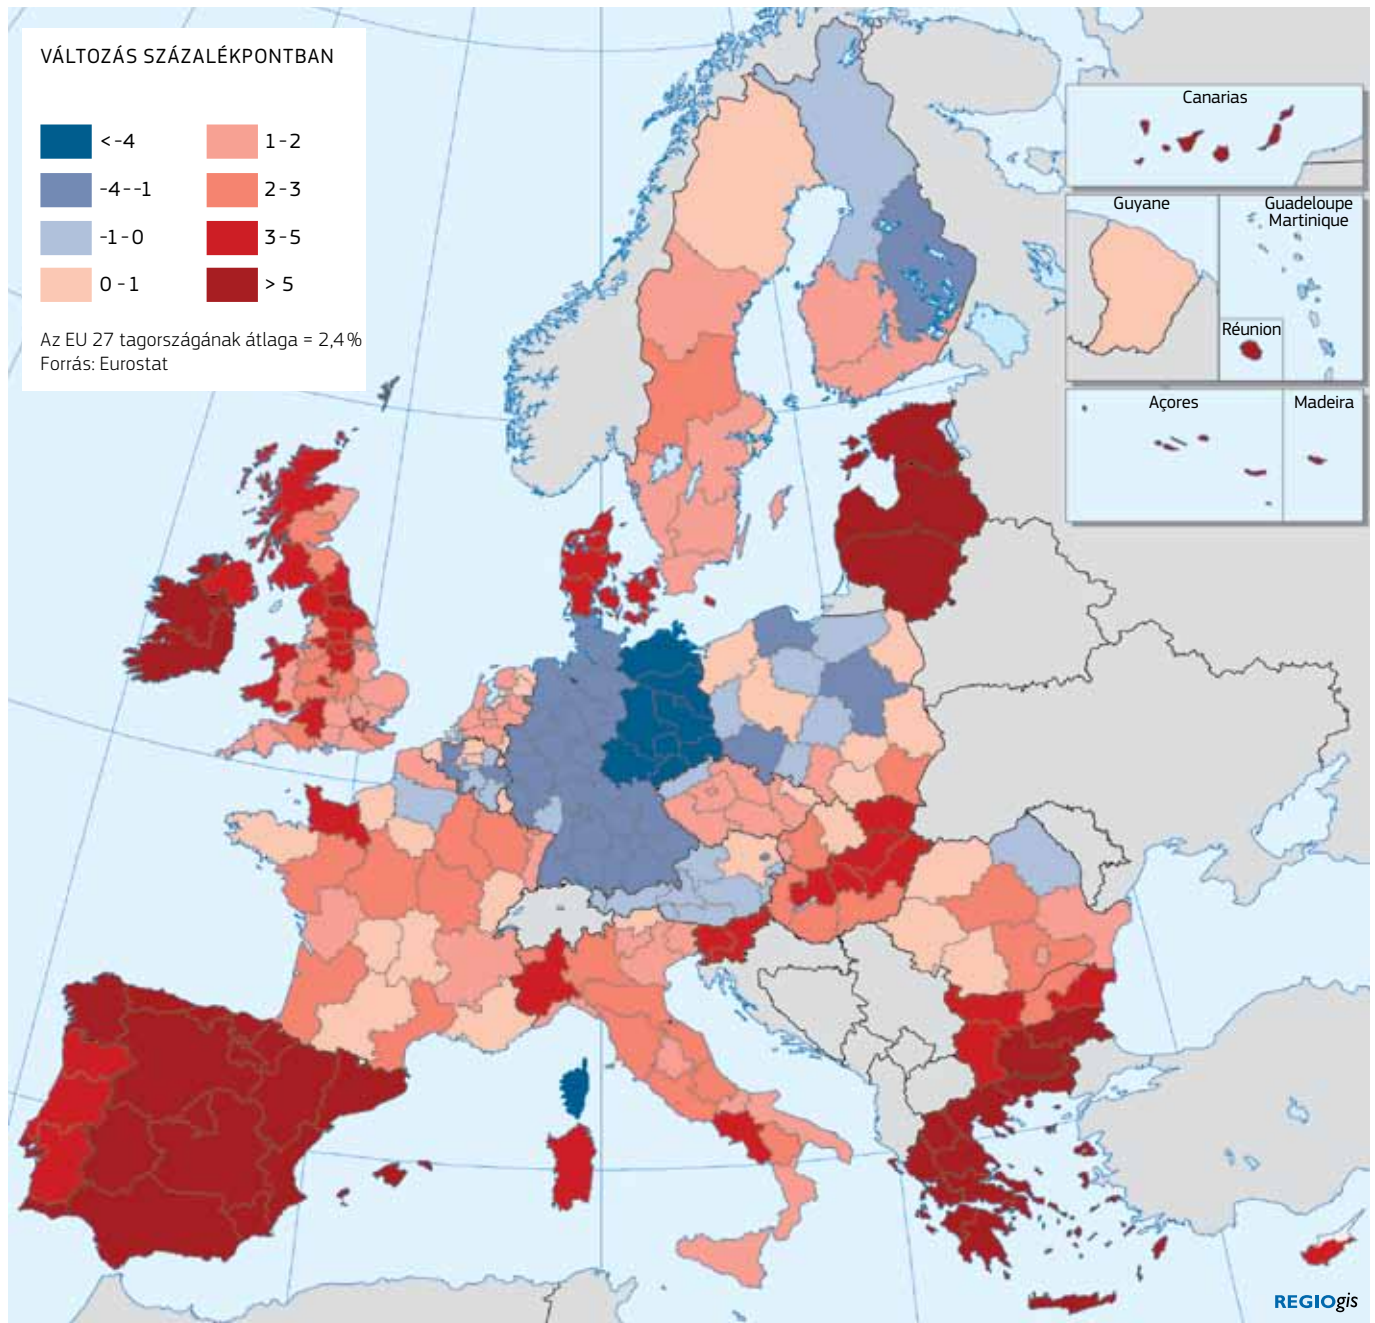 VÁLTOZÁS SZÁZALÉKPONTBAN
< -4
-4 - -1
-1 - 0
0 - 1
1 - 2
2 - 3
3 - 5
> 5
Az EU 27 tagországának átlaga = 2,4 %
Forrás: Eurostat
Canarias
Guyane
Guadeloupe
Martinique
Réunion
Açores
Madeira
REGIOgis